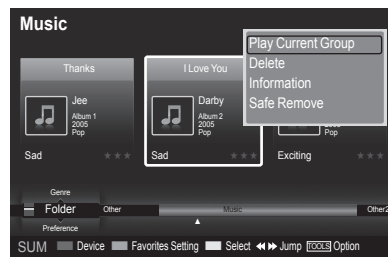 Music
Play Current Group
Delete
Information
Safe Remove
Thanks
I Love You
Jee
Album 1
2005
Pop
Darby
Album 2
2005
Pop
2005
Pop
Sad
Sad
Exciting
Genre
Folder
Other
Music
Other2
Preference
SUM Device Favorites Setting Select Jump TOOLS Option